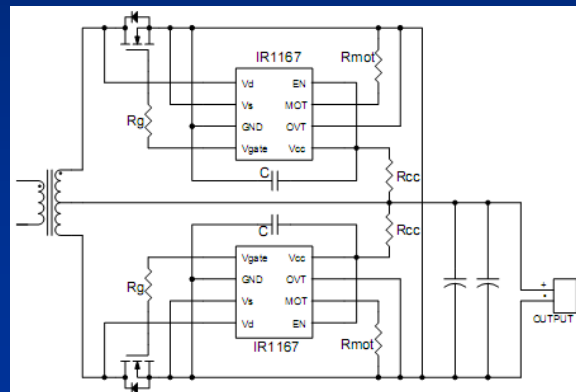 IR1167
Rmot
Vd
EN
Vs
MOT
GND
OVT
Vgate
Vcc
Rg
C
Rcc
C
Rcc
Vgate
Vcc
GND
OVT
Vs
MOT
Vd
EN
Rg
IR1167
Rmot
+
-
OUTPUT